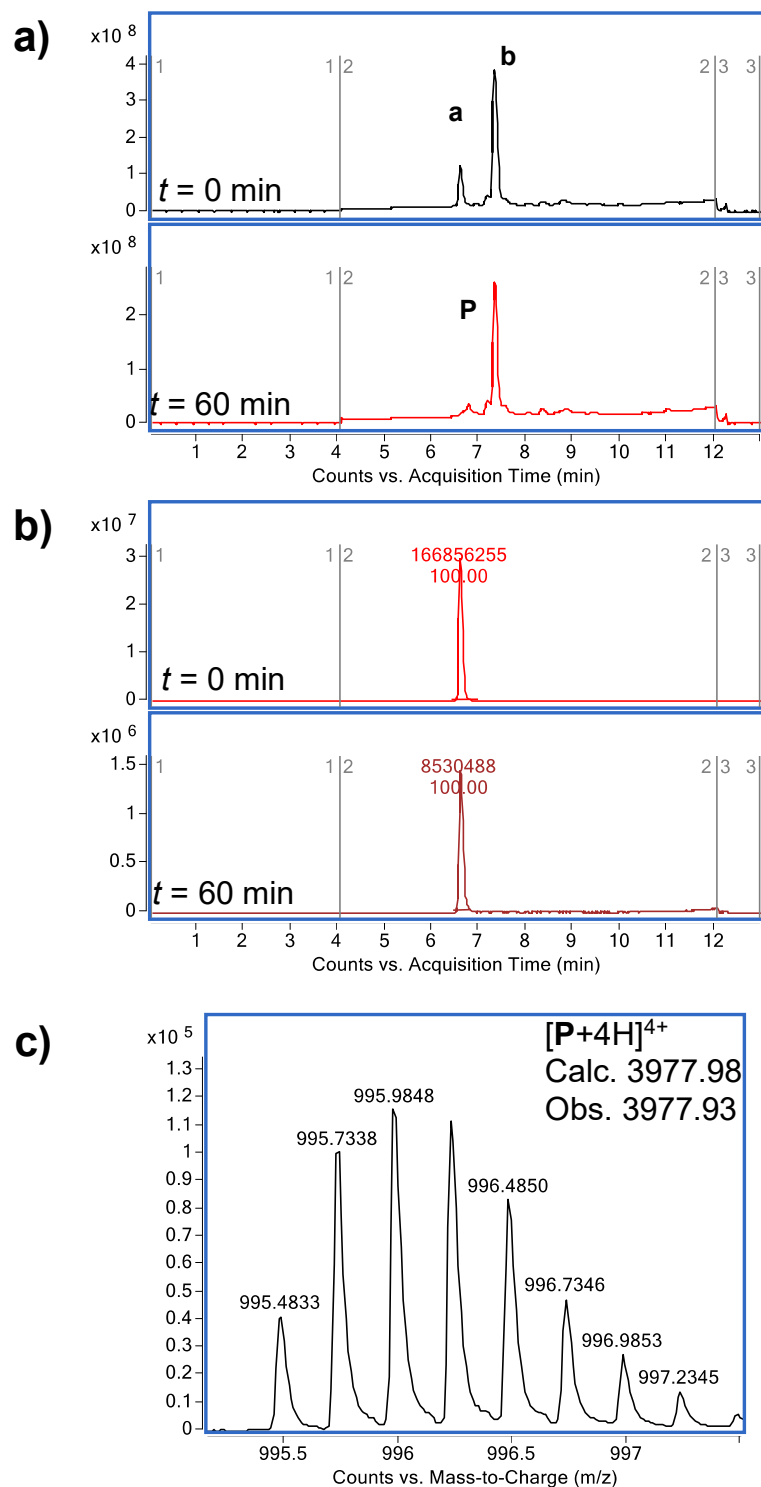 a)
x10 8
4
3
2
1
0
1
1
2
2
3
3
a
b
t = 0 min
x10 8
2
1
0
1
1
2
2
3
3
P
t = 60 min
1 2 3 4 5 6 7 8 9 10 11 12
Counts vs. Acquisition Time (min)
b)
x10 7
3
2
1
0
1
1
2
2
3
3
166856255
100.00
t = 0 min
x10 6
1.5
1
0.5
0
1
1
2
2
3
3
8530488
100.00
t = 60 min
1 2 3 4 5 6 7 8 9 10 11 12
Counts vs. Acquisition Time (min)
c)
x10 5
[P+4H]4+
Calc. 3977.98
Obs. 3977.93
1.3
1.2
1.1
1
0.9
0.8
0.7
0.6
0.5
0.4
0.3
0.2
0.1
0
995.4833
995.7338
995.9848
996.4850
996.7346
996.9853
997.2345
995.5 996 996.5 997
Counts vs. Mass-to-Charge (m/z)